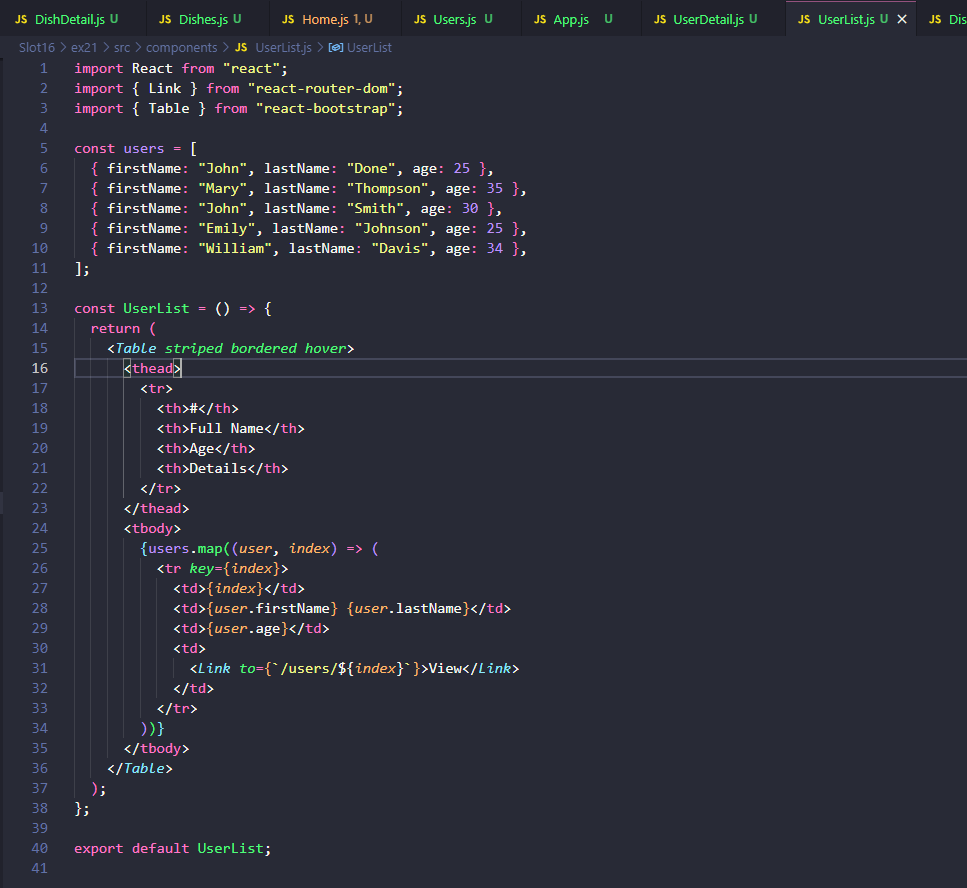 JS DishDetail.js U JS Dishes.js U JS Home.js 1, U JS Users.js U JS App.js U JS UserDetail.js U JS UserList.js U × JS Dis
Slot16 > ex21 > src > components > JS UserList.js > UserList
1 import React from "react";
2 import { Link } from "react-router-dom";
3 import { Table } from "react-bootstrap";
4
5 const users = [
6   { firstName: "John", lastName: "Done", age: 25 },
7   { firstName: "Mary", lastName: "Thompson", age: 35 },
8   { firstName: "John", lastName: "Smith", age: 30 },
9   { firstName: "Emily", lastName: "Johnson", age: 25 },
10   { firstName: "William", lastName: "Davis", age: 34 },
11 ];
12
13 const UserList = () => {
14   return (
15     <Table striped bordered hover>
16       <thead>
17         <tr>
18           <th>#</th>
19           <th>Full Name</th>
20           <th>Age</th>
21           <th>Details</th>
22         </tr>
23       </thead>
24       <tbody>
25         {users.map((user, index) => (
26           <tr key={index}>
27             <td>{index}</td>
28             <td>{user.firstName} {user.lastName}</td>
29             <td>{user.age}</td>
30             <td>
31               <Link to={`/users/${index}`}>View</Link>
32             </td>
33           </tr>
34         ))}
35       </tbody>
36     </Table>
37   );
38 };
39
40 export default UserList;
41